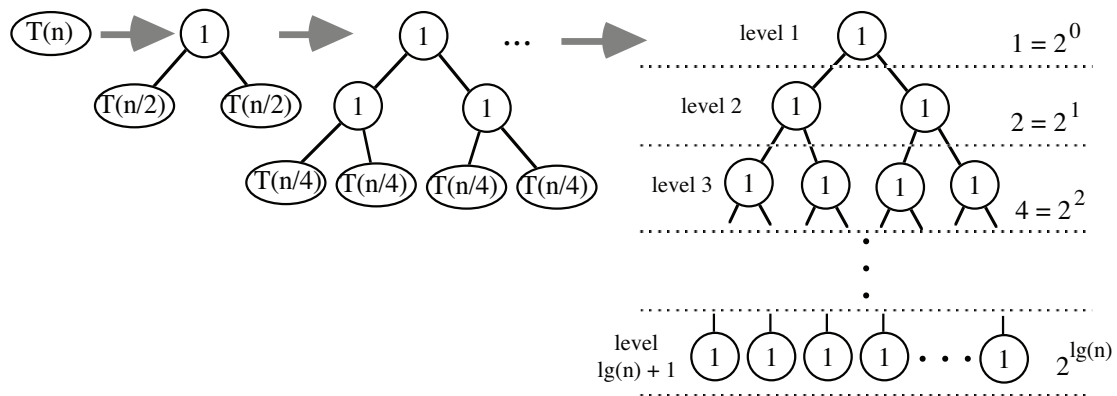 T(n)
1
T(n/2) T(n/2)
...
1
1 1
T(n/4) T(n/4) T(n/4) T(n/4)
level 1 1 1 = 2^0
level 2 1 1 2 = 2^1
level 3 1 1 1 1 4 = 2^2
level
lg(n) + 1 1 1 1 1 1 2^lg(n)